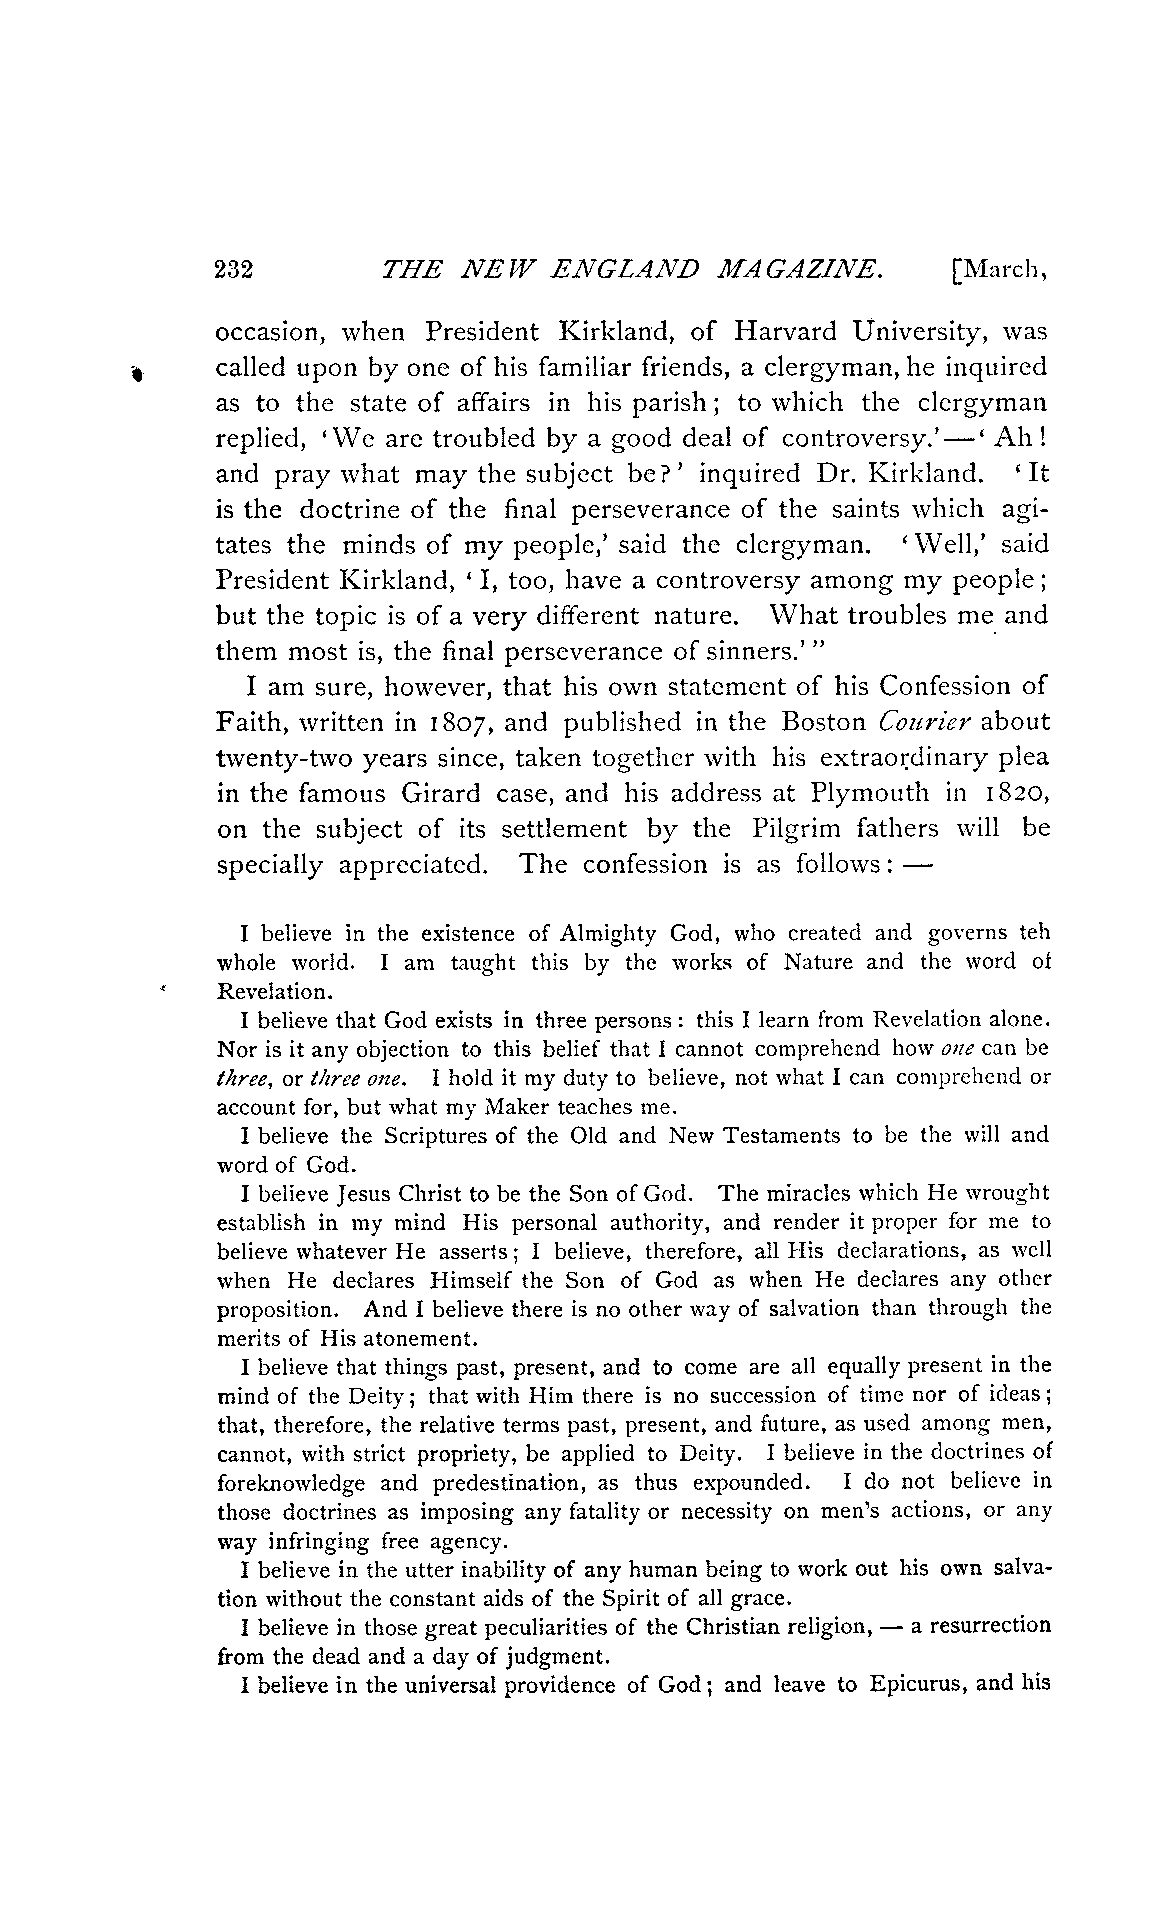 232 THE NEW ENGLAND MAGAZINE. [March,
occasion, when President Kirkland, of Harvard University, was
called upon by one of his familiar friends, a clergyman, he inquired
as to the state of affairs in his parish; to which the clergyman
replied, ‘We are troubled by a good deal of controversy.’—‘Ah!
and pray what may the subject be?’ inquired Dr. Kirkland. ‘It
is the doctrine of the final perseverance of the saints which agi-
tates the minds of my people,’ said the clergyman. ‘Well,’ said
President Kirkland, ‘I, too, have a controversy among my people;
but the topic is of a very different nature. What troubles me and
them most is, the final perseverance of sinners.’”
I am sure, however, that his own statement of his Confession of
Faith, written in 1807, and published in the Boston Courier about
twenty-two years since, taken together with his extraordinary plea
in the famous Girard case, and his address at Plymouth in 1820,
on the subject of its settlement by the Pilgrim fathers will be
specially appreciated. The confession is as follows: —
I believe in the existence of Almighty God, who created and governs teh
whole world. I am taught this by the works of Nature and the word of
Revelation.
I believe that God exists in three persons: this I learn from Revelation alone.
Nor is it any objection to this belief that I cannot comprehend how one can be
three, or three one. I hold it my duty to believe, not what I can comprehend or
account for, but what my Maker teaches me.
I believe the Scriptures of the Old and New Testaments to be the will and
word of God.
I believe Jesus Christ to be the Son of God. The miracles which He wrought
establish in my mind His personal authority, and render it proper for me to
believe whatever He asserts; I believe, therefore, all His declarations, as well
when He declares Himself the Son of God as when He declares any other
proposition. And I believe there is no other way of salvation than through the
merits of His atonement.
I believe that things past, present, and to come are all equally present in the
mind of the Deity; that with Him there is no succession of time nor of ideas;
that, therefore, the relative terms past, present, and future, as used among men,
cannot, with strict propriety, be applied to Deity. I believe in the doctrines of
foreknowledge and predestination, as thus expounded. I do not believe in
those doctrines as imposing any fatality or necessity on men’s actions, or any
way infringing free agency.
I believe in the utter inability of any human being to work out his own salva-
tion without the constant aids of the Spirit of all grace.
I believe in those great peculiarities of the Christian religion, — a resurrection
from the dead and a day of judgment.
I believe in the universal providence of God; and leave to Epicurus, and his